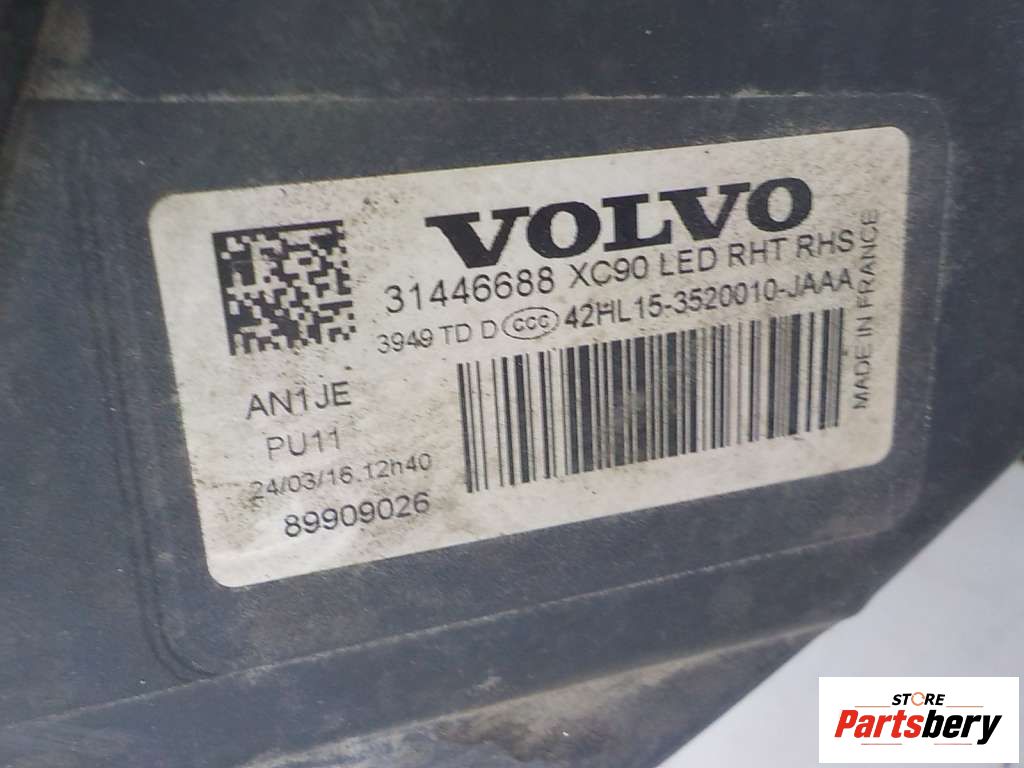 VOLVO
31446688 XC90 LED RHT RHS
3949 TD D CCC 42HL15-3520010-JAAA
MADE IN FRANCE
AN1JE
PU11
24/03/16.12h40
89909026
STORE
Partsbery